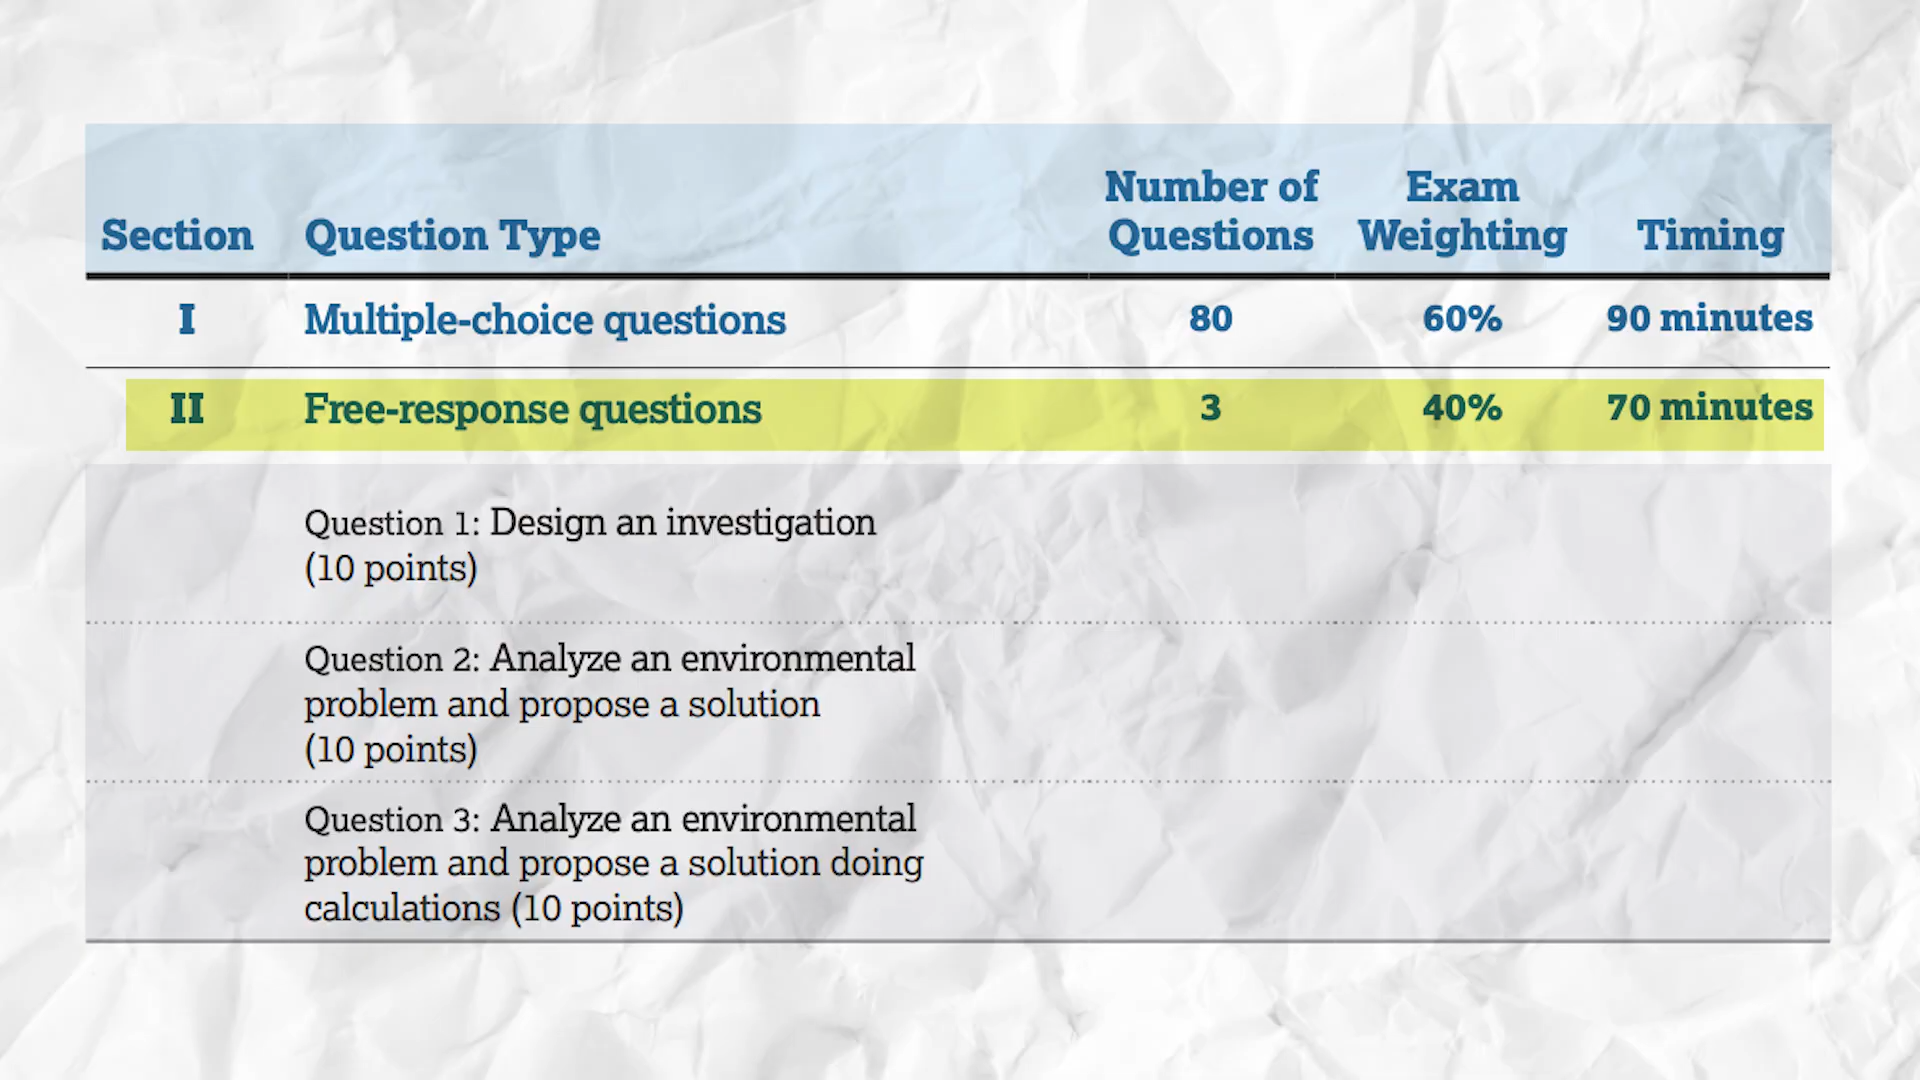 Section Question Type Number of Questions Exam Weighting Timing
I Multiple-choice questions 80 60% 90 minutes
II Free-response questions 3 40% 70 minutes
Question 1: Design an investigation
(10 points)
Question 2: Analyze an environmental
problem and propose a solution
(10 points)
Question 3: Analyze an environmental
problem and propose a solution doing
calculations (10 points)